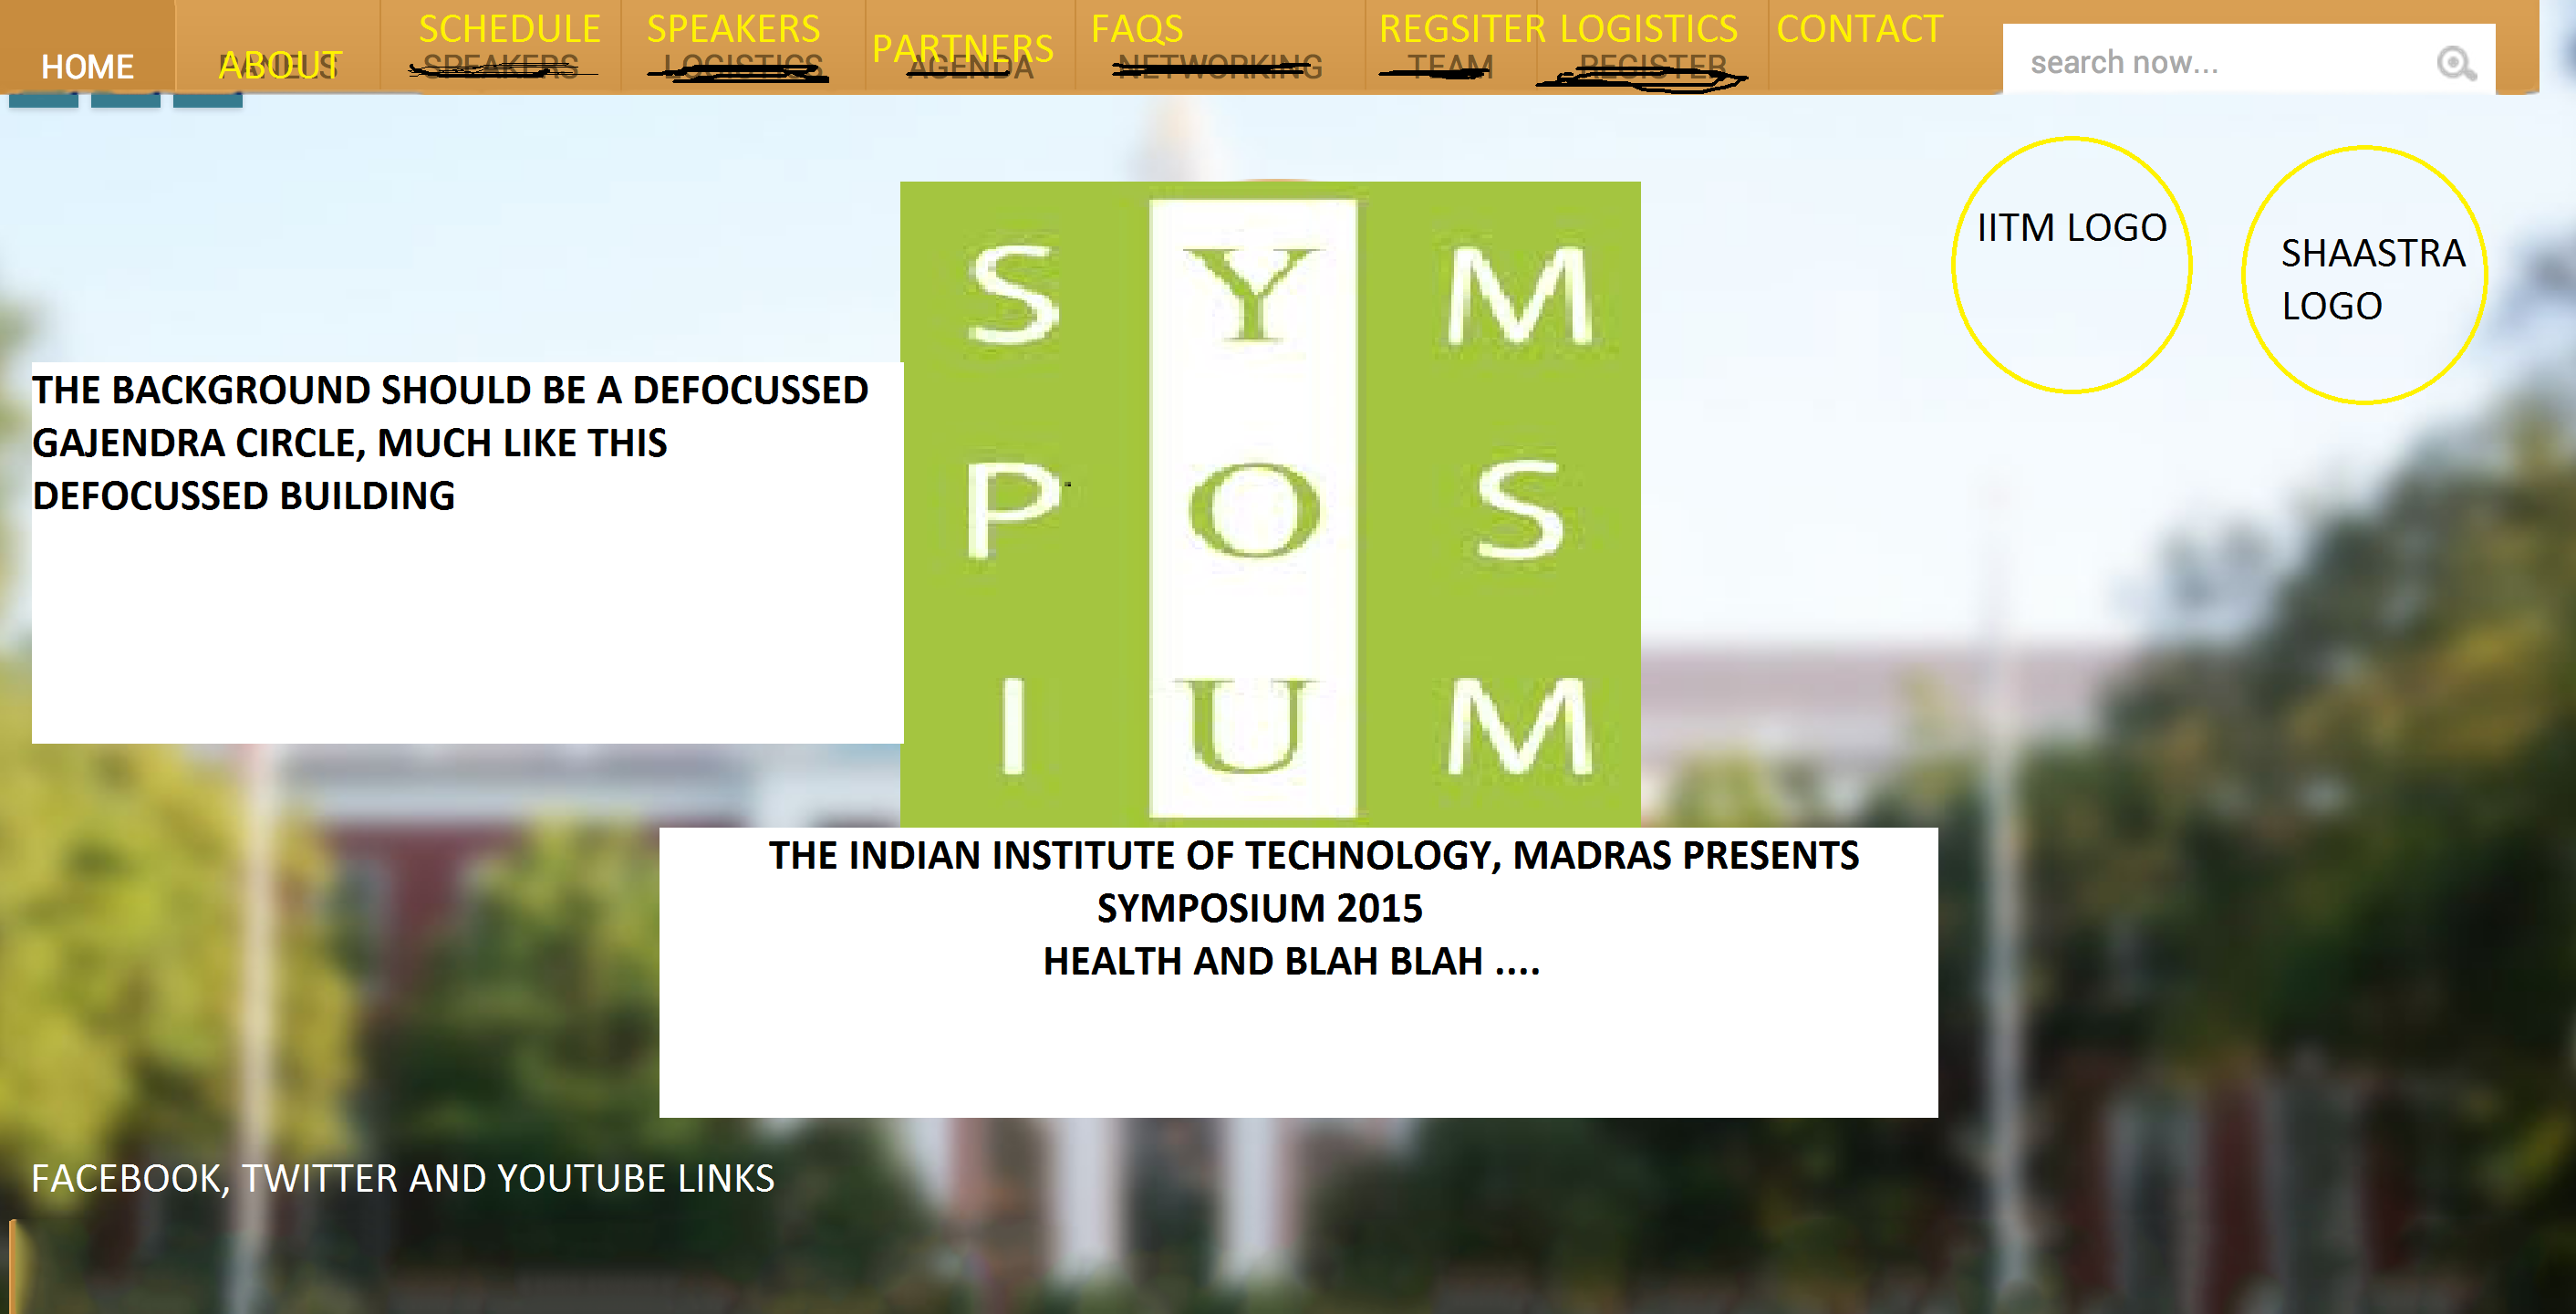 SCHEDULE SPEAKERS PARTNERS FAQS REGSITER LOGISTICS CONTACT
HOME ABOUT SPEAKERS LOGISTICS AGENDA NETWORKING TEAM REGISTER search now...
IITM LOGO
SHAASTRA
LOGO
S Y M
P O S
I U M
THE BACKGROUND SHOULD BE A DEFOCUSSED
GAJENDRA CIRCLE, MUCH LIKE THIS
DEFOCUSSED BUILDING
THE INDIAN INSTITUTE OF TECHNOLOGY, MADRAS PRESENTS
SYMPOSIUM 2015
HEALTH AND BLAH BLAH ....
FACEBOOK, TWITTER AND YOUTUBE LINKS